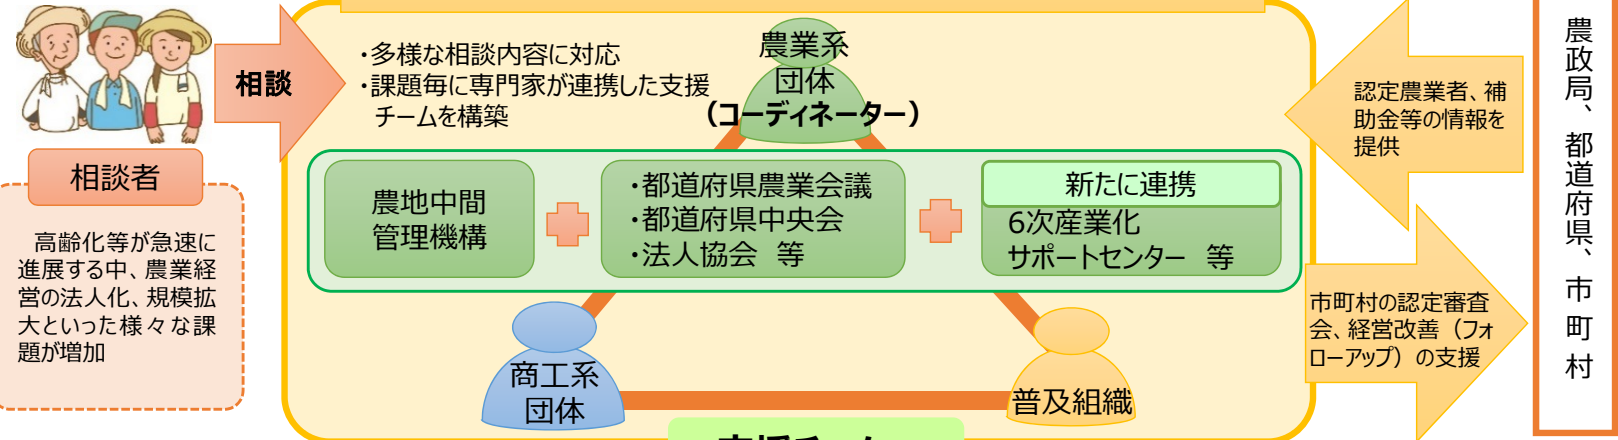 相談
・多様な相談内容に対応
・課題毎に専門家が連携した支援
チームを構築
農業系
団体
（コーディネーター）
相談者
高齢化等が急速に
進展する中、農業経
営の法人化、規模拡
大といった様々な課
題が増加
農地中間
管理機構
・都道府県農業会議
・都道府県中央会
・法人協会　等
新たに連携
6次産業化
サポートセンター　等
商工系
団体
普及組織
認定農業者、補
助金等の情報を
提供
市町村の認定審査
会、経営改善（フォ
ローアップ）の支援
農政局、都道府県、市町村